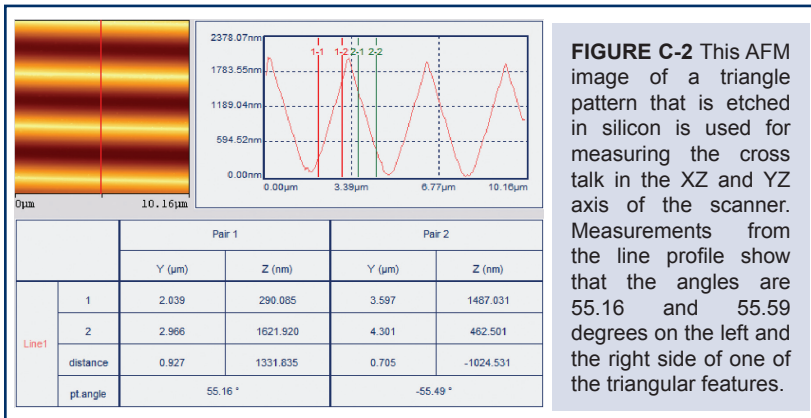 2378.07nm
1-1 1-2 2-1 2-2
1783.55nm
1189.04nm
594.52nm
0.00nm
0.00µm 3.39µm 6.77µm 10.16µm
0µm 10.16µm
Pair 1 Pair 2
Y (µm) Z (nm) Y (µm) Z (nm)
Line1
1 2.039 290.085 3.597 1487.031
2 2.966 1621.920 4.301 462.501
distance 0.927 1331.835 0.705 -1024.531
pt.angle 55.16 ° -55.49 °
FIGURE C-2 This AFM
image of a triangle
pattern that is etched
in silicon is used for
measuring the cross
talk in the XZ and YZ
axis of the scanner.
Measurements from
the line profile show
that the angles are
55.16 and 55.59
degrees on the left and
the right side of one of
the triangular features.